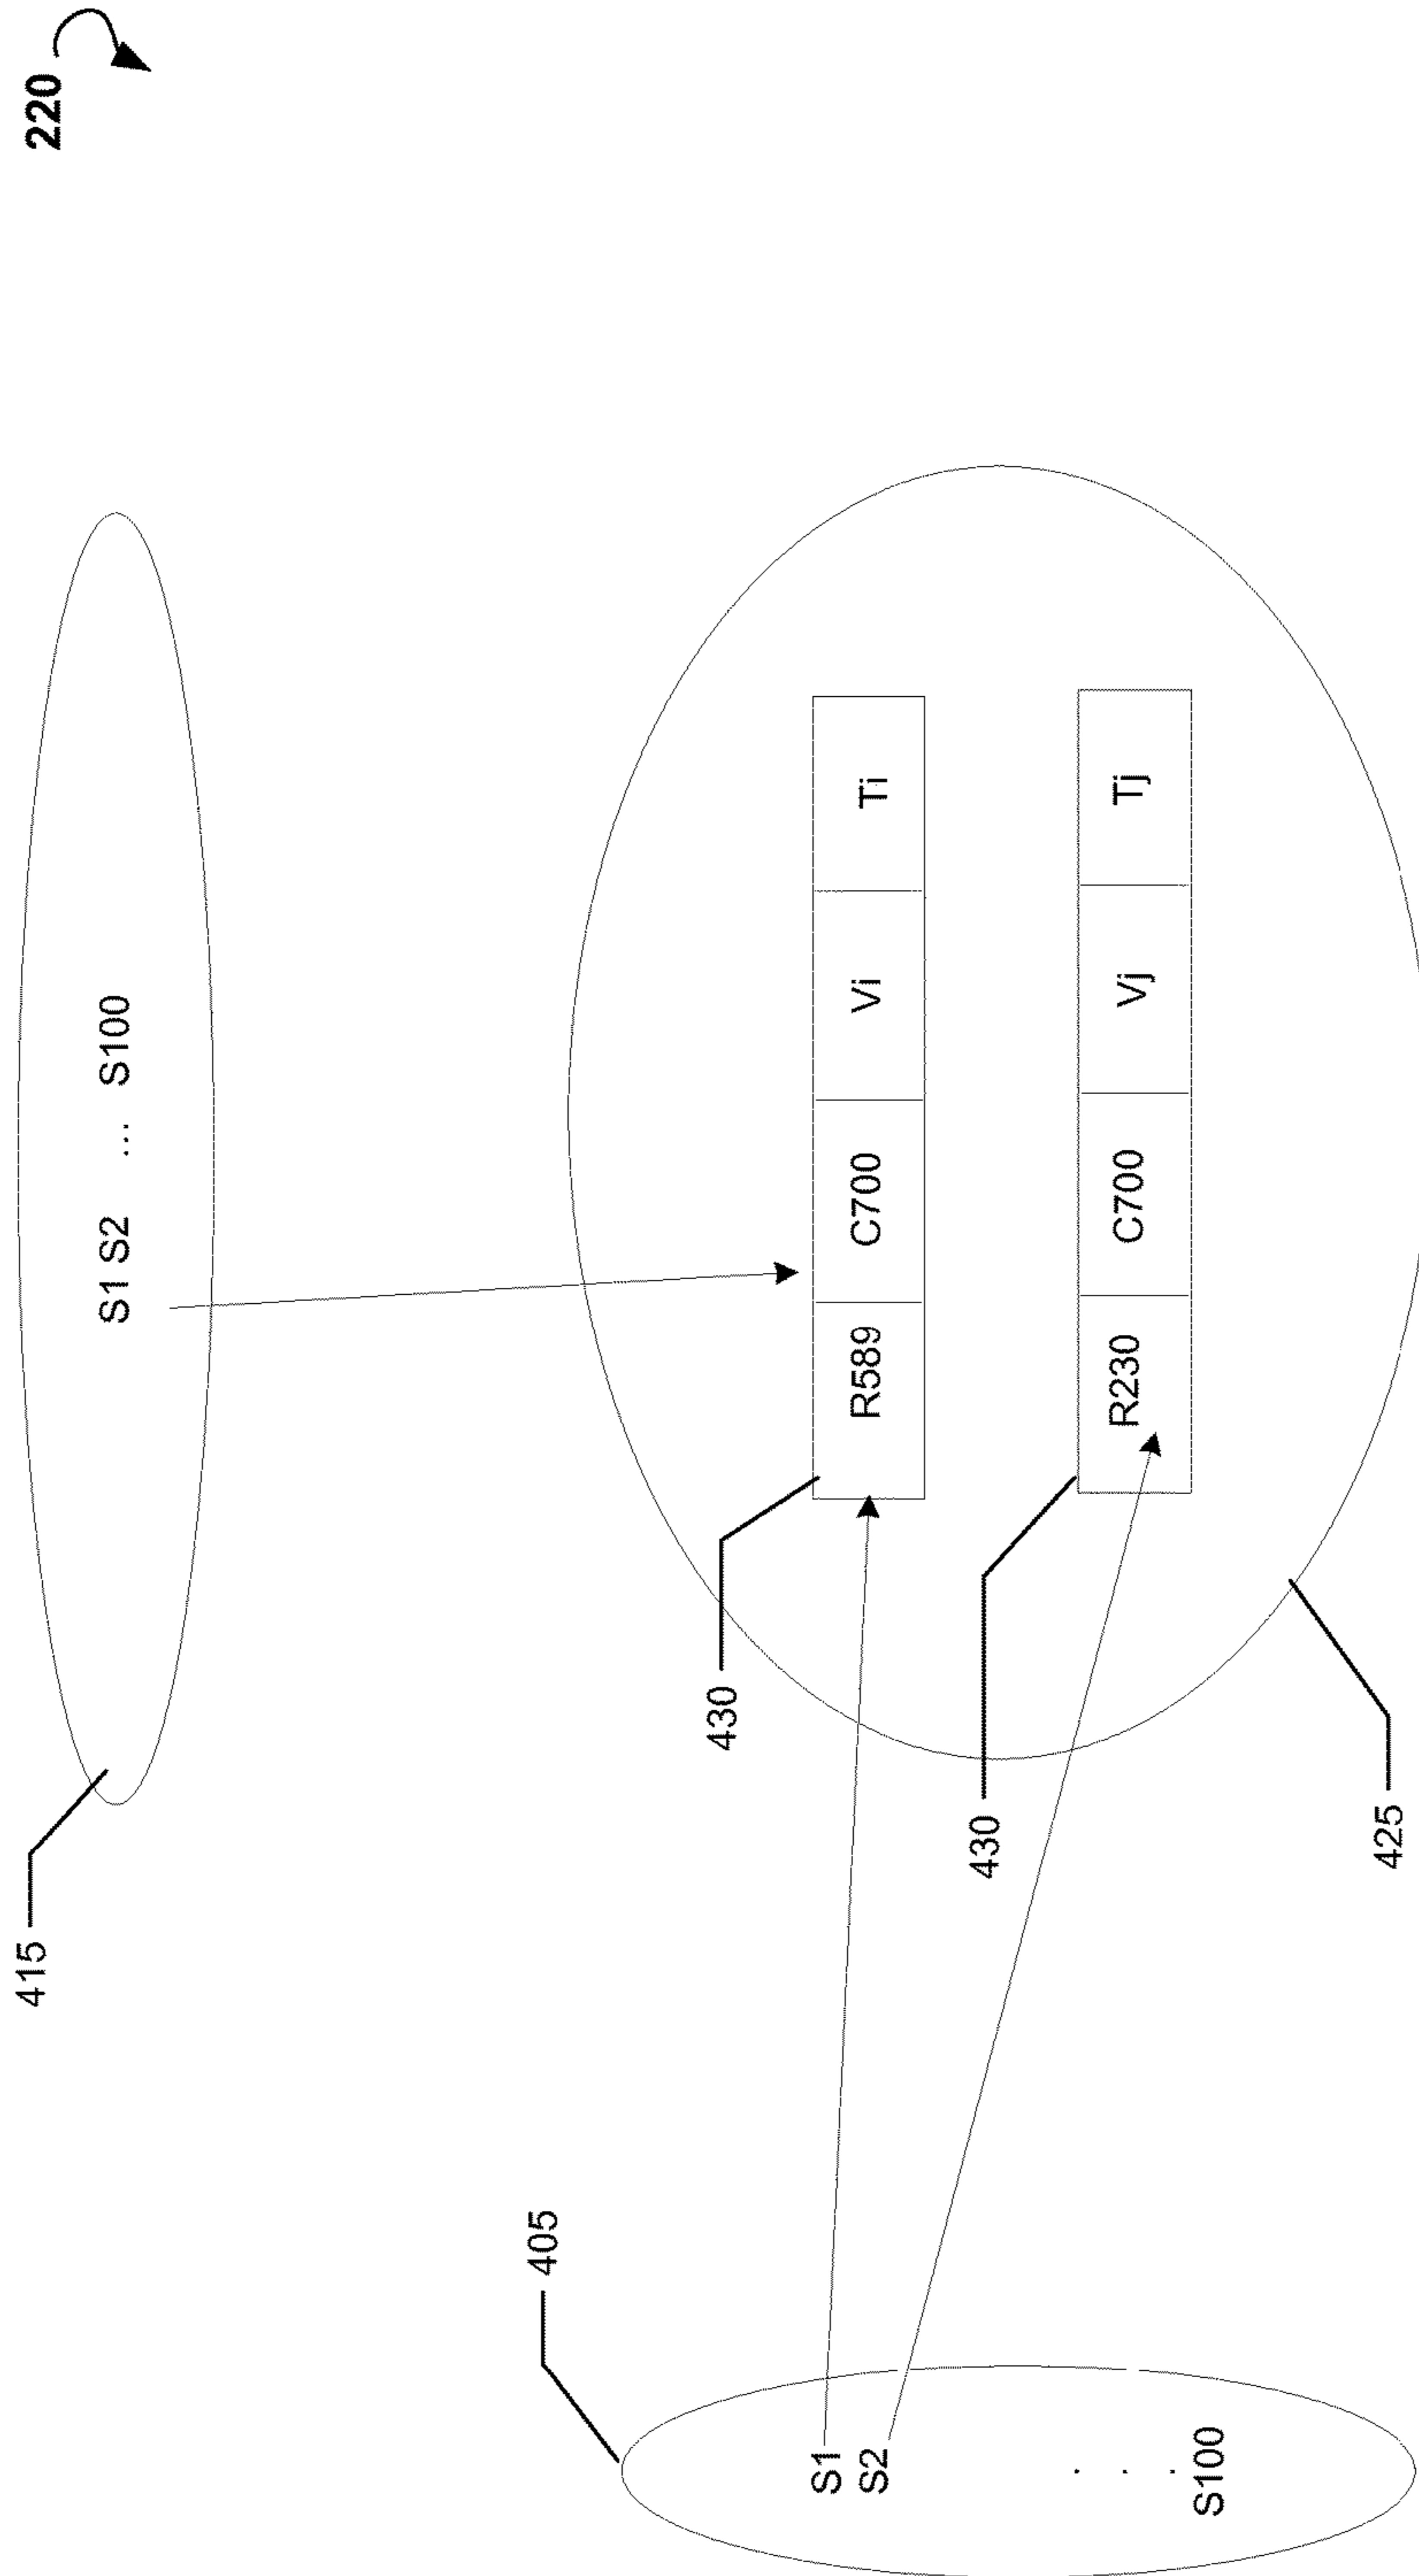 220
415
S1 S2 ... S100
405
S1
S2
.
.
.
S100
430
R589 C700 Vi Ti
430
R230 C700 Vj Tj
425